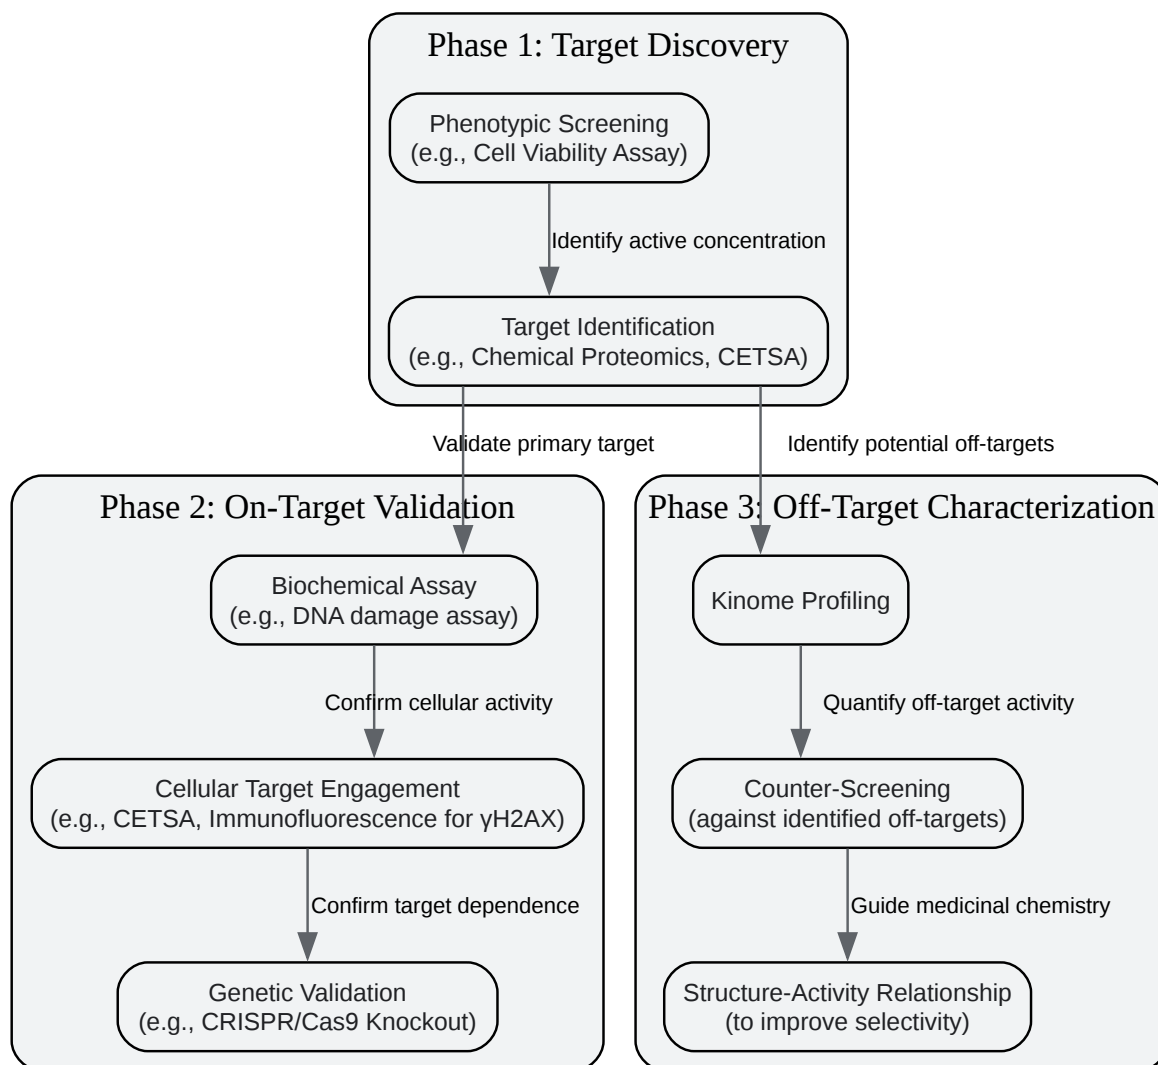 Phase 1: Target Discovery
Phenotypic Screening
(e.g., Cell Viability Assay)
Identify active concentration
Target Identification
(e.g., Chemical Proteomics, CETSA)
Validate primary target
Identify potential off-targets
Phase 2: On-Target Validation
Biochemical Assay
(e.g., DNA damage assay)
Confirm cellular activity
Cellular Target Engagement
(e.g., CETSA, Immunofluorescence for γH2AX)
Confirm target dependence
Genetic Validation
(e.g., CRISPR/Cas9 Knockout)
Phase 3: Off-Target Characterization
Kinome Profiling
Quantify off-target activity
Counter-Screening
(against identified off-targets)
Guide medicinal chemistry
Structure-Activity Relationship
(to improve selectivity)